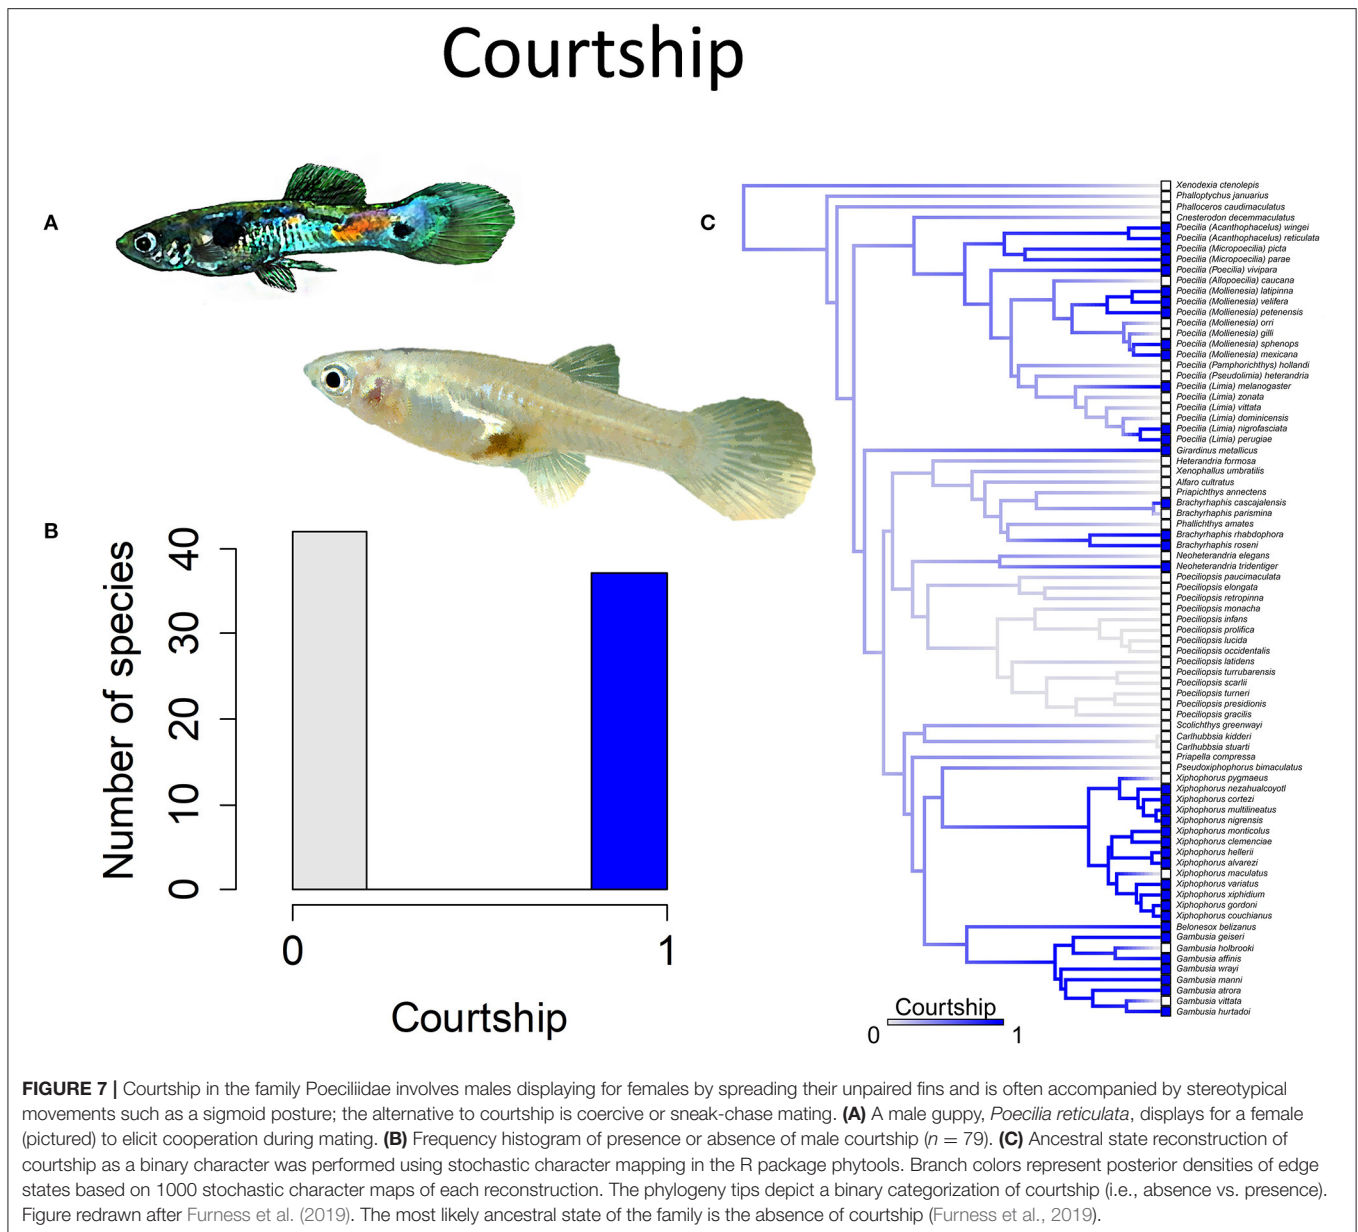 Courtship
A
B
Number of species
40
30
20
10
0
0
1
Courtship
C
Xenodexia ctenolepis
Phalloptychus januarius
Phalloceros caudimaculatus
Cnesterodon decemmaculatus
Poecilia (Acanthophacelus) wingei
Poecilia (Acanthophacelus) reticulata
Poecilia (Micropoecilia) picta
Poecilia (Micropoecilia) parae
Poecilia (Poecilia) vivipara
Poecilia (Allopoecilia) caucana
Poecilia (Mollienesia) latipinna
Poecilia (Mollienesia) velifera
Poecilia (Mollienesia) petenensis
Poecilia (Mollienesia) orri
Poecilia (Mollienesia) gilli
Poecilia (Mollienesia) sphenops
Poecilia (Mollienesia) mexicana
Poecilia (Pamphorichthys) hollandi
Poecilia (Pseudolimia) heterandria
Poecilia (Limia) melanogaster
Poecilia (Limia) zonata
Poecilia (Limia) vittata
Poecilia (Limia) dominicensis
Poecilia (Limia) nigrofasciata
Poecilia (Limia) perugiae
Girardinus metallicus
Heterandria formosa
Xenophallus umbratilis
Alfaro cultratus
Priapichthys annectens
Brachyrhaphis cascajalensis
Brachyrhaphis parismina
Phallichthys amates
Brachyrhaphis rhabdophora
Brachyrhaphis roseni
Neoheterandria elegans
Neoheterandria tridentiger
Poeciliopsis paucimaculata
Poeciliopsis elongata
Poeciliopsis retropinna
Poeciliopsis monacha
Poeciliopsis infans
Poeciliopsis prolifica
Poeciliopsis lucida
Poeciliopsis occidentalis
Poeciliopsis latidens
Poeciliopsis turrubarensis
Poeciliopsis scarlii
Poeciliopsis turneri
Poeciliopsis presidionis
Poeciliopsis gracilis
Scolichthys greenwayi
Carlhubbsia kidderi
Carlhubbsia stuarti
Priapella compressa
Pseudoxiphophorus bimaculatus
Xiphophorus pygmaeus
Xiphophorus nezahualcoyotl
Xiphophorus cortezi
Xiphophorus multilineatus
Xiphophorus nigrensis
Xiphophorus monticolus
Xiphophorus clemenciae
Xiphophorus hellerii
Xiphophorus alvarezi
Xiphophorus maculatus
Xiphophorus variatus
Xiphophorus xiphidium
Xiphophorus gordoni
Xiphophorus couchianus
Belonesox belizanus
Gambusia geiseri
Gambusia holbrooki
Gambusia affinis
Gambusia wrayi
Gambusia manni
Gambusia atrora
Gambusia vittata
Gambusia hurtadoi
Courtship
0
1
FIGURE 7 | Courtship in the family Poeciliidae involves males displaying for females by spreading their unpaired fins and is often accompanied by stereotypical
movements such as a sigmoid posture; the alternative to courtship is coercive or sneak-chase mating. (A) A male guppy, Poecilia reticulata, displays for a female
(pictured) to elicit cooperation during mating. (B) Frequency histogram of presence or absence of male courtship (n = 79). (C) Ancestral state reconstruction of
courtship as a binary character was performed using stochastic character mapping in the R package phytools. Branch colors represent posterior densities of edge
states based on 1000 stochastic character maps of each reconstruction. The phylogeny tips depict a binary categorization of courtship (i.e., absence vs. presence).
Figure redrawn after Furness et al. (2019). The most likely ancestral state of the family is the absence of courtship (Furness et al., 2019).